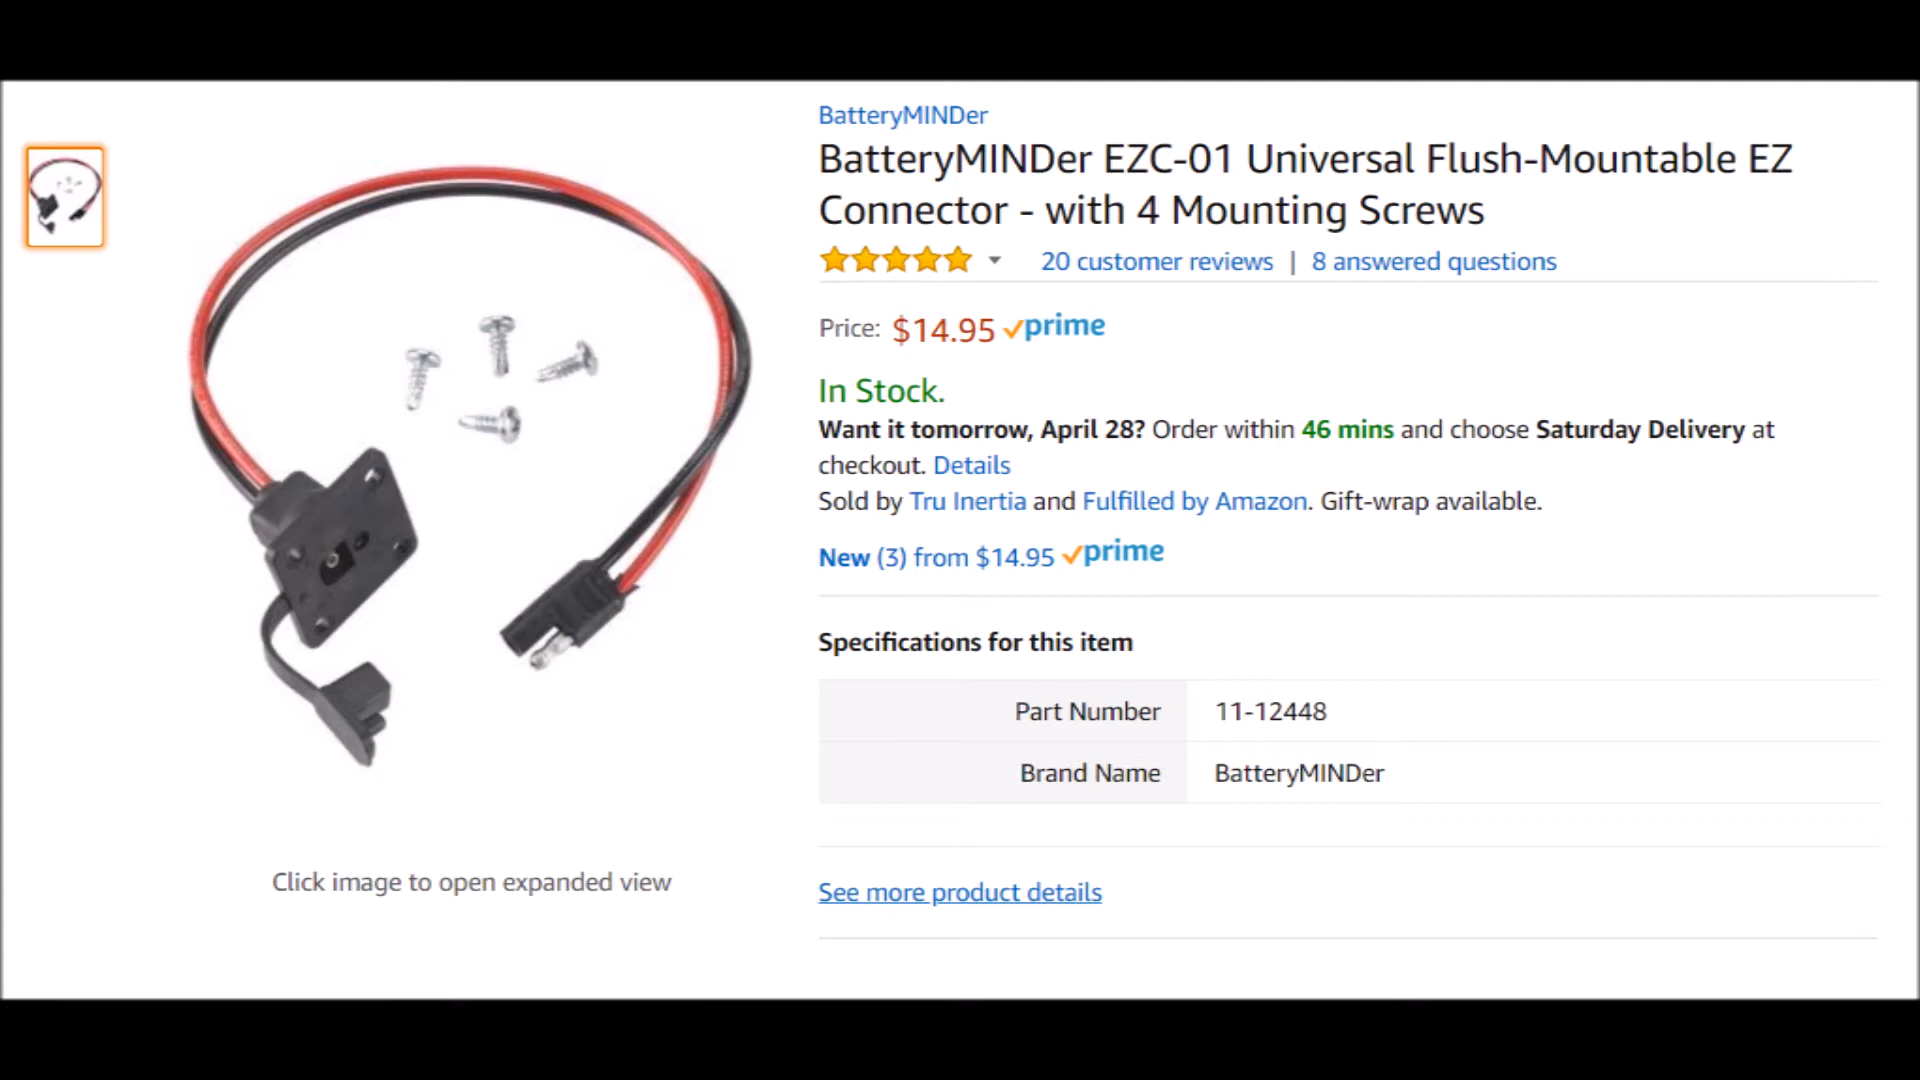 BatteryMINDer
BatteryMINDer EZC-01 Universal Flush-Mountable EZ
Connector - with 4 Mounting Screws
20 customer reviews | 8 answered questions
Price: $14.95 prime
In Stock.
Want it tomorrow, April 28? Order within 46 mins and choose Saturday Delivery at
checkout. Details
Sold by Tru Inertia and Fulfilled by Amazon. Gift-wrap available.
New (3) from $14.95 prime
Specifications for this item
Part Number 11-12448
Brand Name BatteryMINDer
Click image to open expanded view
See more product details